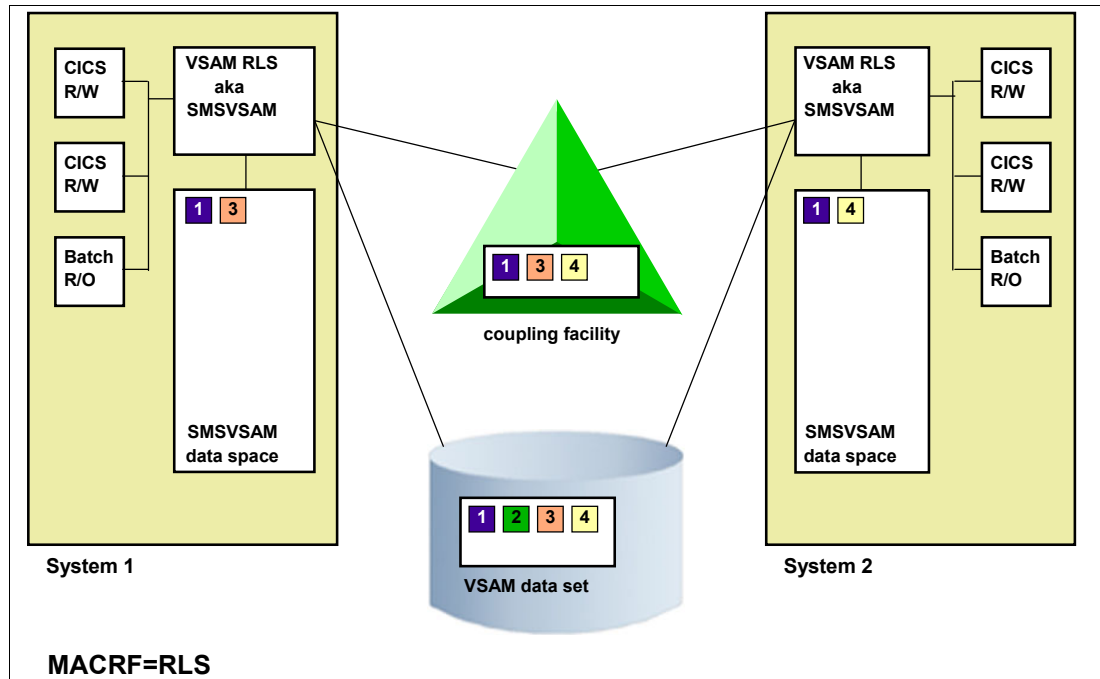 CICS
R/W
CICS
R/W
Batch
R/O
VSAM RLS
aka
SMSVSAM
1 3
SMSVSAM
data space
System 1
1 3 4
coupling facility
1 2 3 4
VSAM data set
VSAM RLS
aka
SMSVSAM
1 4
SMSVSAM
data space
CICS
R/W
CICS
R/W
Batch
R/O
System 2
MACRF=RLS